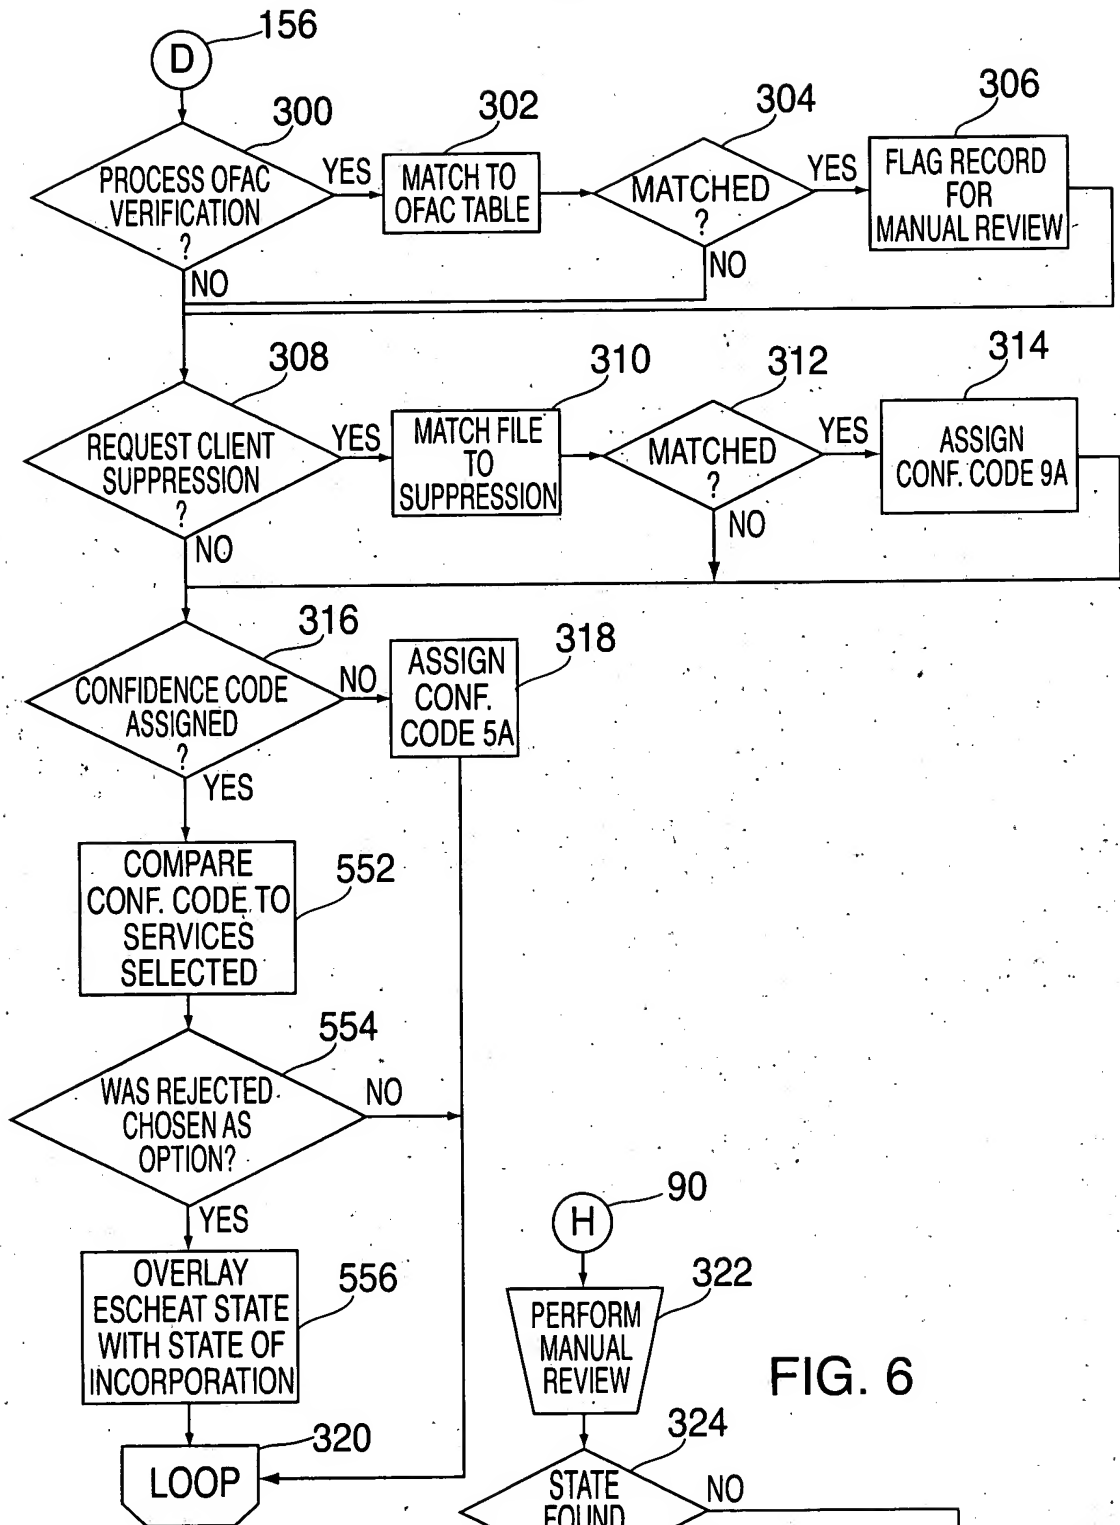 D
156
300
PROCESS OFAC
VERIFICATION
?
YES
NO
302
MATCH TO
OFAC TABLE
304
MATCHED
?
YES
NO
306
FLAG RECORD
FOR
MANUAL REVIEW
308
REQUEST CLIENT
SUPPRESSION
?
YES
NO
310
MATCH FILE
TO
SUPPRESSION
312
MATCHED
?
YES
NO
314
ASSIGN
CONF. CODE 9A
316
CONFIDENCE CODE
ASSIGNED
?
NO
YES
318
ASSIGN
CONF.
CODE 5A
552
COMPARE
CONF. CODE TO
SERVICES
SELECTED
554
WAS REJECTED
CHOSEN AS
OPTION?
NO
YES
556
OVERLAY
ESCHEAT STATE
WITH STATE OF
INCORPORATION
320
LOOP
H
90
322
PERFORM
MANUAL
REVIEW
FIG. 6
324
STATE
FOUND
NO